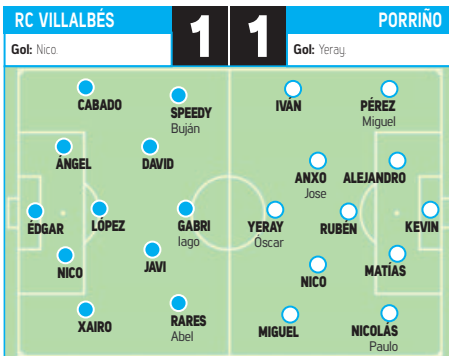 RC VILLALBÉS
1
1
PORRIÑO
Gol: Nico.
Gol: Yeray.
CABADO
SPEEDY
Buján
IVÁN
PÉREZ
Miguel
ÁNGEL
DAVID
ANXO
Jose
ALEJANDRO
ÉDGAR
LÓPEZ
GABRI
Iago
YERAY
Óscar
RUBÉN
KEVIN
NICO
JAVI
NICO
MATÍAS
XAIRO
RARES
Abel
MIGUEL
NICOLÁS
Paulo